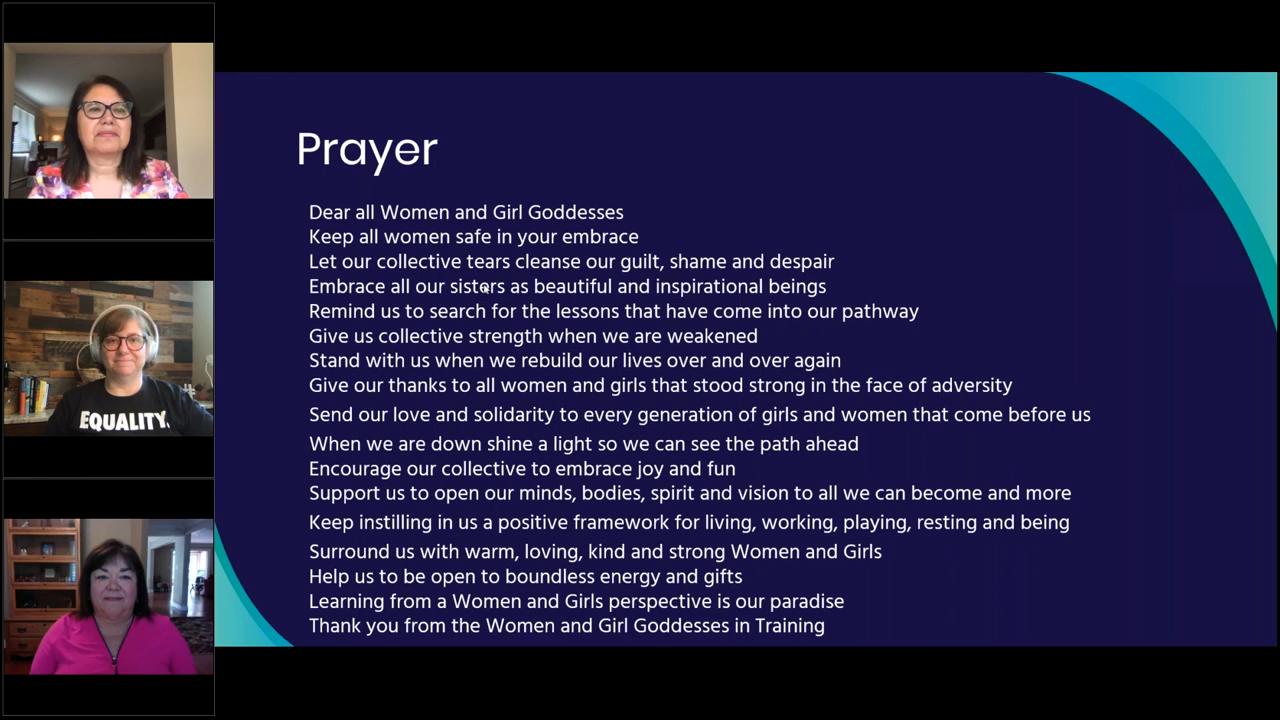 Prayer
Dear all Women and Girl Goddesses
Keep all women safe in your embrace
Let our collective tears cleanse our guilt, shame and despair
Embrace all our sisters as beautiful and inspirational beings
Remind us to search for the lessons that have come into our pathway
Give us collective strength when we are weakened
Stand with us when we rebuild our lives over and over again
Give our thanks to all women and girls that stood strong in the face of adversity
Send our love and solidarity to every generation of girls and women that come before us
When we are down shine a light so we can see the path ahead
Encourage our collective to embrace joy and fun
Support us to open our minds, bodies, spirit and vision to all we can become and more
Keep instilling in us a positive framework for living, working, playing, resting and being
Surround us with warm, loving, kind and strong Women and Girls
Help us to be open to boundless energy and gifts
Learning from a Women and Girls perspective is our paradise
Thank you from the Women and Girl Goddesses in Training
EQUALITY.